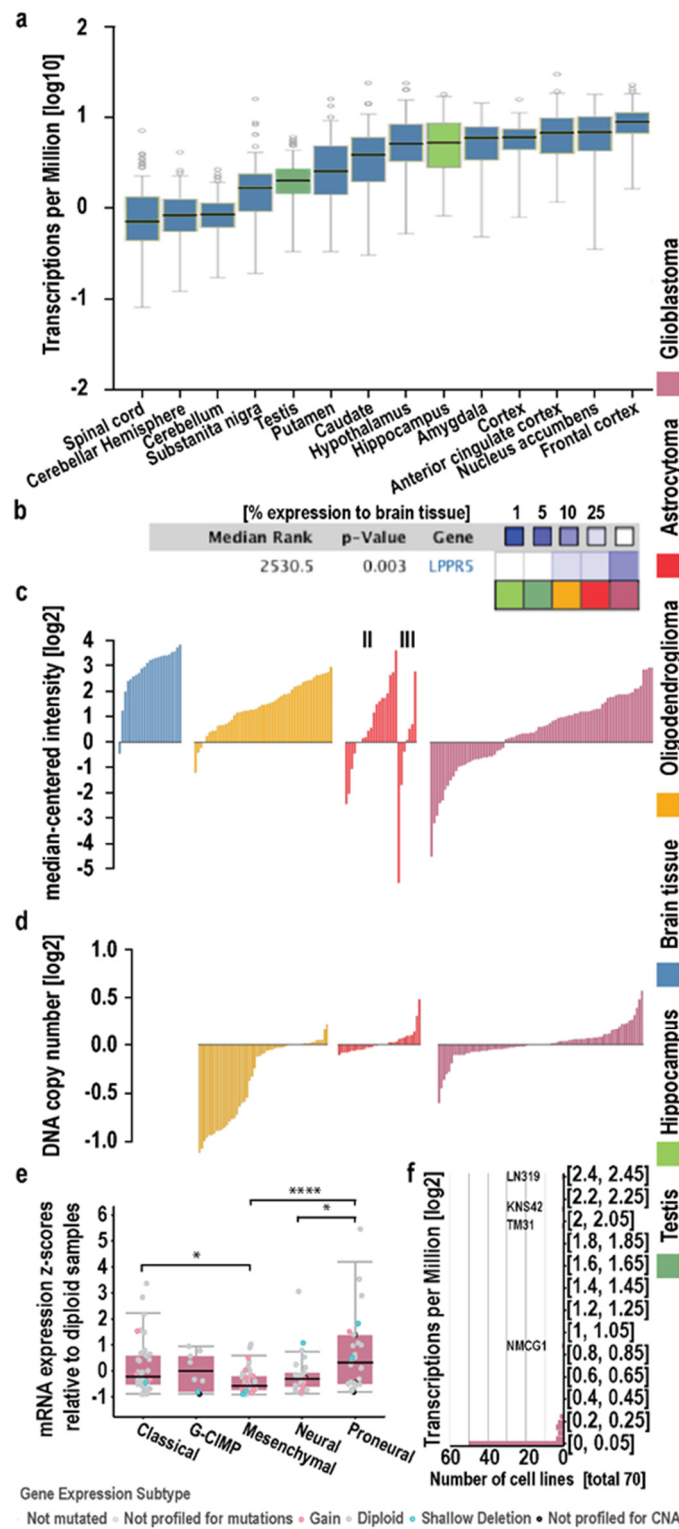 a
Transcriptions per Million [log10]
2
1
0
-1
-2
Spinal cord
Cerebellar Hemisphere
Cerebellum
Substanita nigra
Testis
Putamen
Caudate
Hypothalamus
Hippocampus
Amygdala
Cortex
Anterior cingulate cortex
Nucleus accumbens
Frontal cortex
b
[% expression to brain tissue] 1 5 10 25
Median Rank p-Value Gene
2530.5 0.003 LPPR5
c
median-centered intensity [log2]
4
3
2
1
0
-1
-2
-3
-4
-5
II III
d
DNA copy number [log2]
1.0
0.5
0.0
-0.5
-1.0
e
mRNA expression z-scores
relative to diploid samples
6
5
4
3
2
1
0
-1
****
*
*
Classical
G-CIMP
Mesenchymal
Neural
Proneural
f
Transcriptions per Million [log2]
LN319
KNS42
TM31
NMCG1
[2.4, 2.45]
[2.2, 2.25]
[2, 2.05]
[1.8, 1.85]
[1.6, 1.65]
[1.4, 1.45]
[1.2, 1.25]
[1, 1.05]
[0.8, 0.85]
[0.6, 0.65]
[0.4, 0.45]
[0.2, 0.25]
[0, 0.05]
60 40 20 0
Number of cell lines [total 70]
Gene Expression Subtype
Not mutated Not profiled for mutations Gain Diploid Shallow Deletion Not profiled for CNA
Testis
Hippocampus
Brain tissue
Oligodendroglioma
Astrocytoma
Glioblastoma